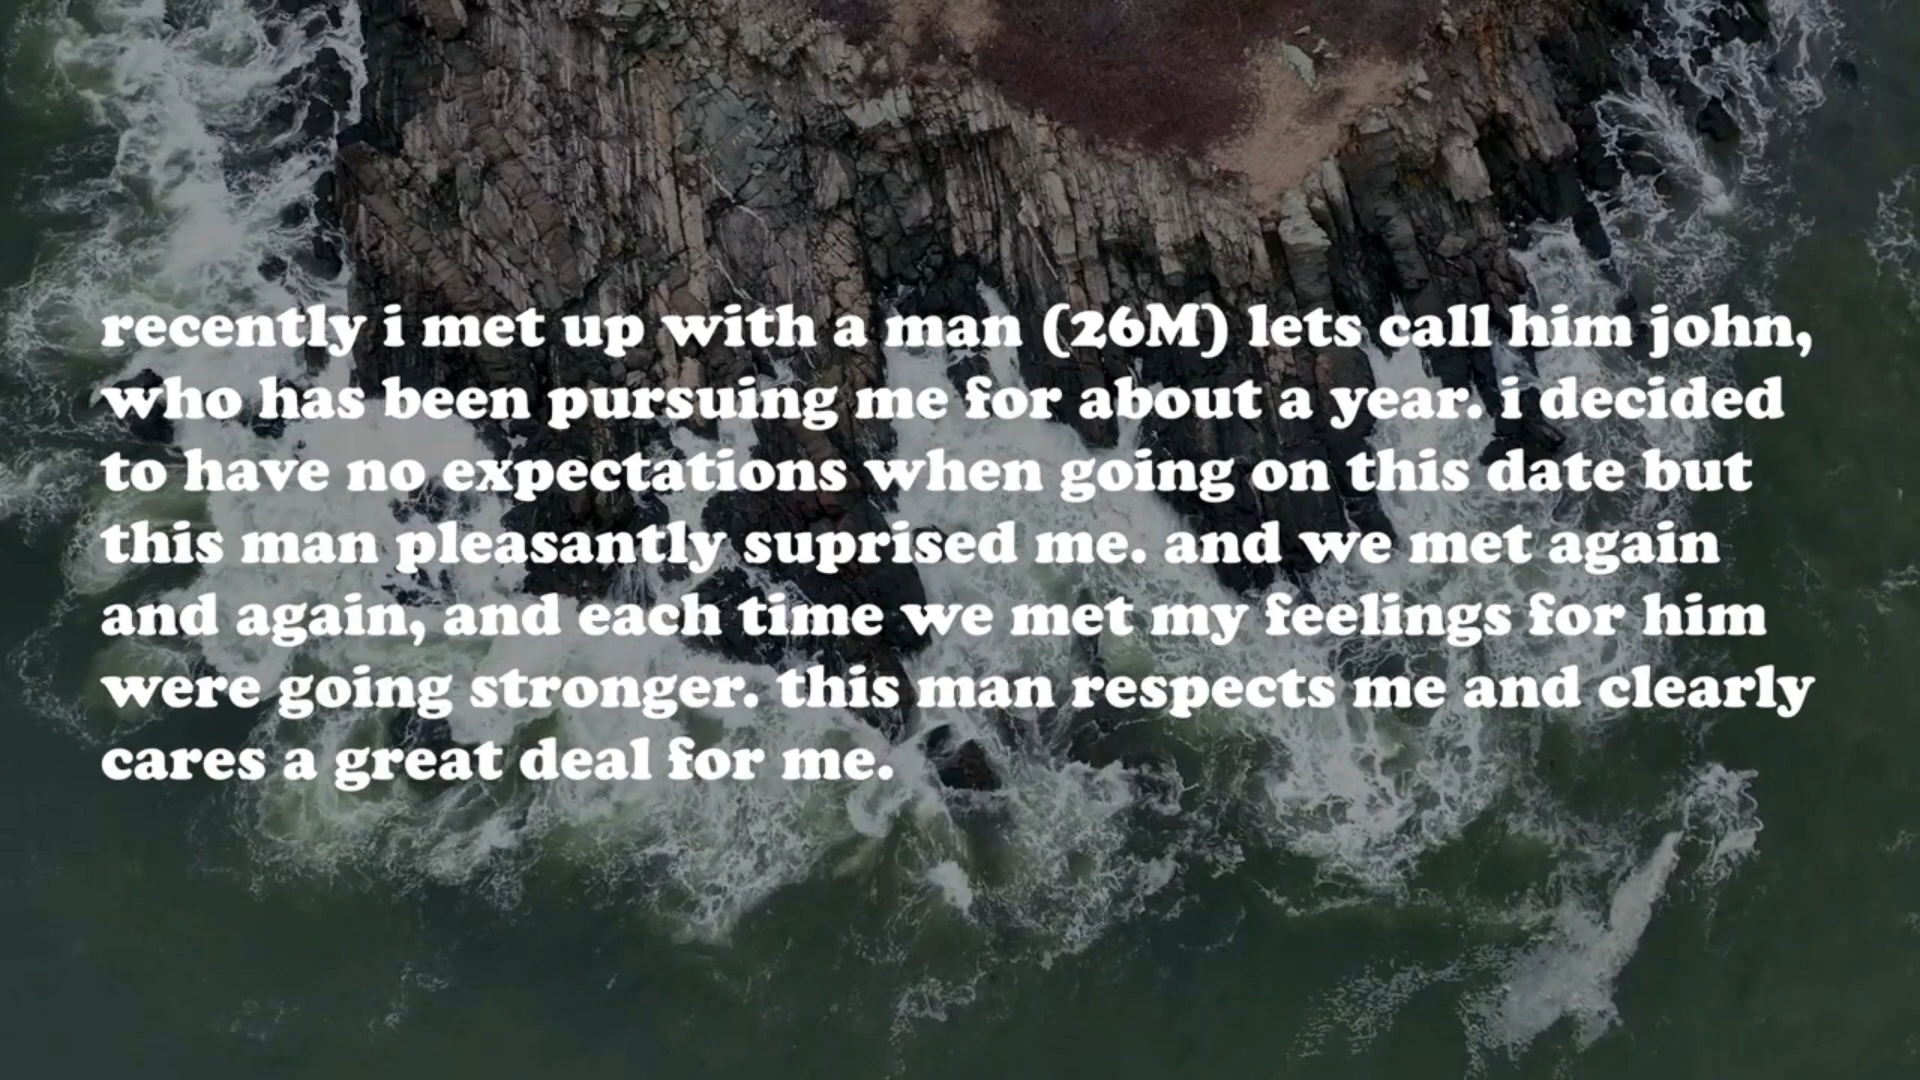 recently i met up with a man (26M) lets call him john,
who has been pursuing me for about a year. i decided
to have no expectations when going on this date but
this man pleasantly suprised me. and we met again
and again, and each time we met my feelings for him
were going stronger. this man respects me and clearly
cares a great deal for me.